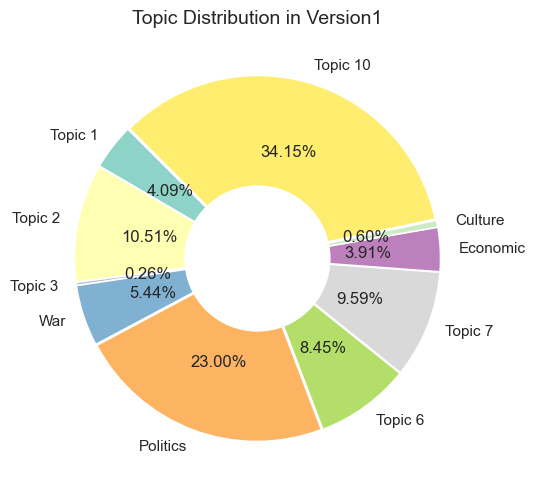 Topic Distribution in Version1
Topic 10
34.15%
Topic 1
4.09%
Topic 2
10.51%
Topic 3
0.26%
War
5.44%
Politics
23.00%
Topic 6
8.45%
Topic 7
9.59%
Economic
3.91%
Culture
0.60%